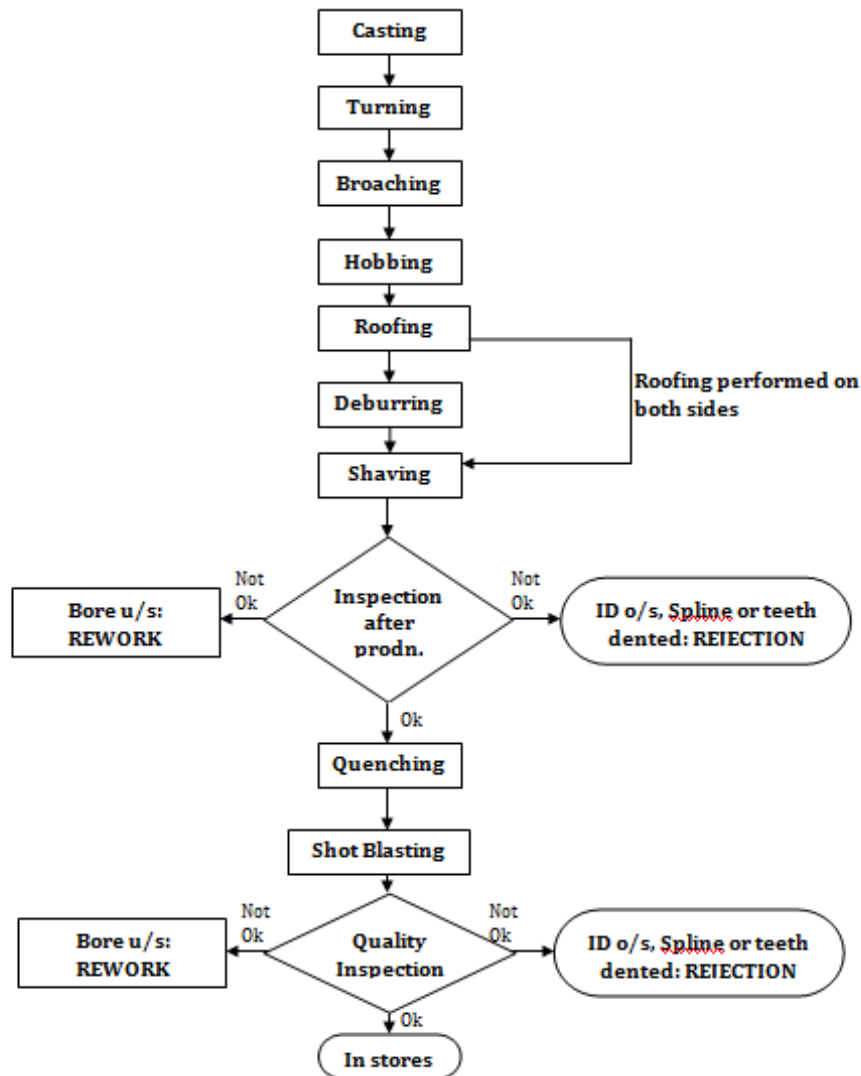 Casting
Turning
Broaching
Hobbing
Roofing
Roofing performed on
both sides
Deburring
Shaving
Not
Ok
Not
Ok
Bore u/s:
REWORK
Inspection
after
prodn.
ID o/s, Spline or teeth
dented: REJECTION
Ok
Quenching
Shot Blasting
Not
Ok
Not
Ok
Bore u/s:
REWORK
Quality
Inspection
ID o/s, Spline or teeth
dented: REJECTION
Ok
In stores